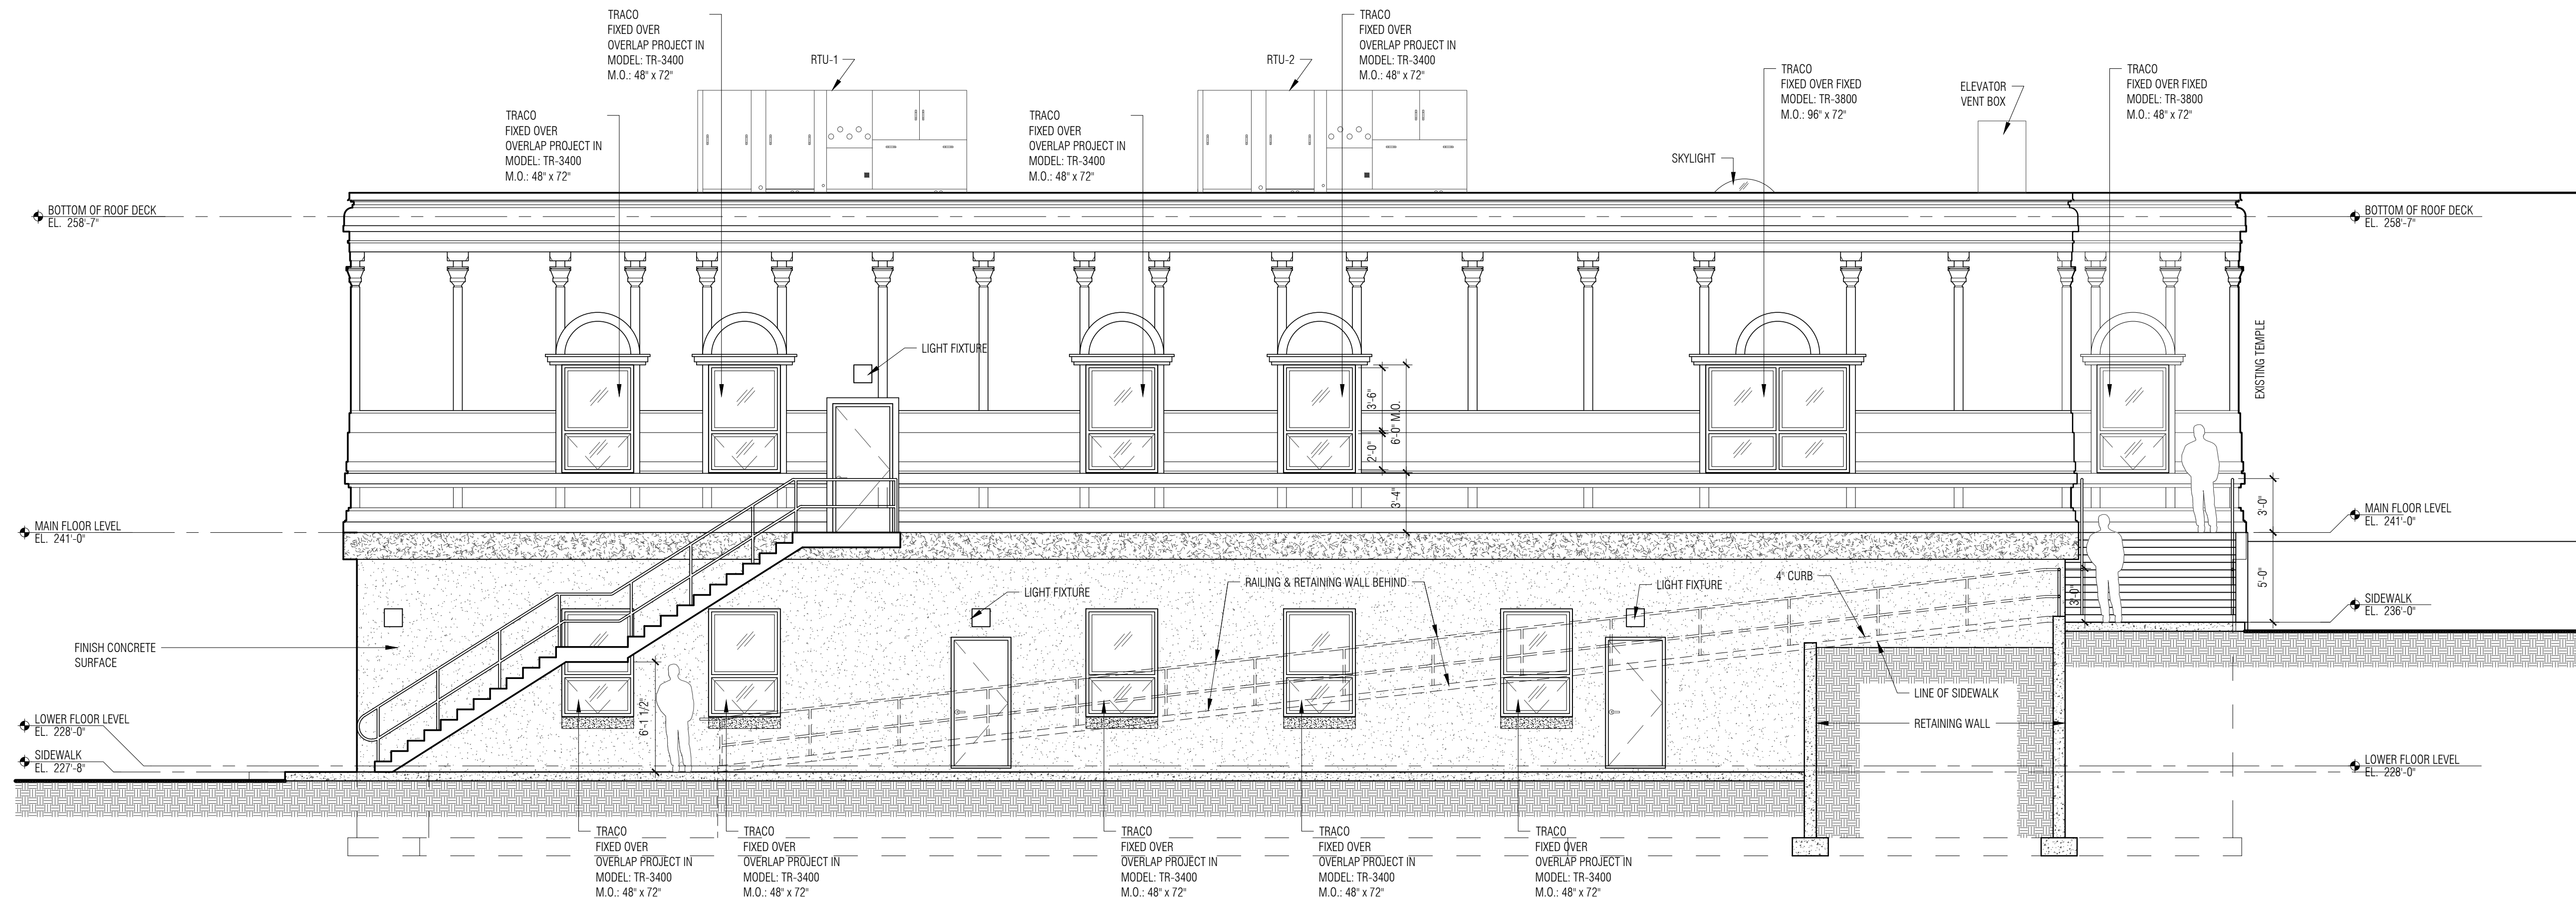 TRACO
FIXED OVER
OVERLAP PROJECT IN
MODEL: TR-3400
M.O.: 48" x 72"
RTU-1
RTU-2
TRACO
FIXED OVER
OVERLAP PROJECT IN
MODEL: TR-3400
M.O.: 48" x 72"
TRACO
FIXED OVER FIXED
MODEL: TR-3800
M.O.: 96" x 72"
ELEVATOR
VENT BOX
TRACO
FIXED OVER FIXED
MODEL: TR-3800
M.O.: 48" x 72"
TRACO
FIXED OVER
OVERLAP PROJECT IN
MODEL: TR-3400
M.O.: 48" x 72"
TRACO
FIXED OVER
OVERLAP PROJECT IN
MODEL: TR-3400
M.O.: 48" x 72"
SKYLIGHT
BOTTOM OF ROOF DECK
EL. 258'-7"
BOTTOM OF ROOF DECK
EL. 258'-7"
LIGHT FIXTURE
EXISTING TEMPLE
3'-6"
6'-0" M.O.
2'-0"
3'-4"
3'-0"
MAIN FLOOR LEVEL
EL. 241'-0"
MAIN FLOOR LEVEL
EL. 241'-0"
RAILING & RETAINING WALL BEHIND
4" CURB
LIGHT FIXTURE
LIGHT FIXTURE
3'-0"
5'-0"
SIDEWALK
EL. 236'-0"
FINISH CONCRETE
SURFACE
LINE OF SIDEWALK
RETAINING WALL
6'-1 1/2"
LOWER FLOOR LEVEL
EL. 228'-0"
SIDEWALK
EL. 227'-8"
LOWER FLOOR LEVEL
EL. 228'-0"
TRACO
FIXED OVER
OVERLAP PROJECT IN
MODEL: TR-3400
M.O.: 48" x 72"
TRACO
FIXED OVER
OVERLAP PROJECT IN
MODEL: TR-3400
M.O.: 48" x 72"
TRACO
FIXED OVER
OVERLAP PROJECT IN
MODEL: TR-3400
M.O.: 48" x 72"
TRACO
FIXED OVER
OVERLAP PROJECT IN
MODEL: TR-3400
M.O.: 48" x 72"
TRACO
FIXED OVER
OVERLAP PROJECT IN
MODEL: TR-3400
M.O.: 48" x 72"